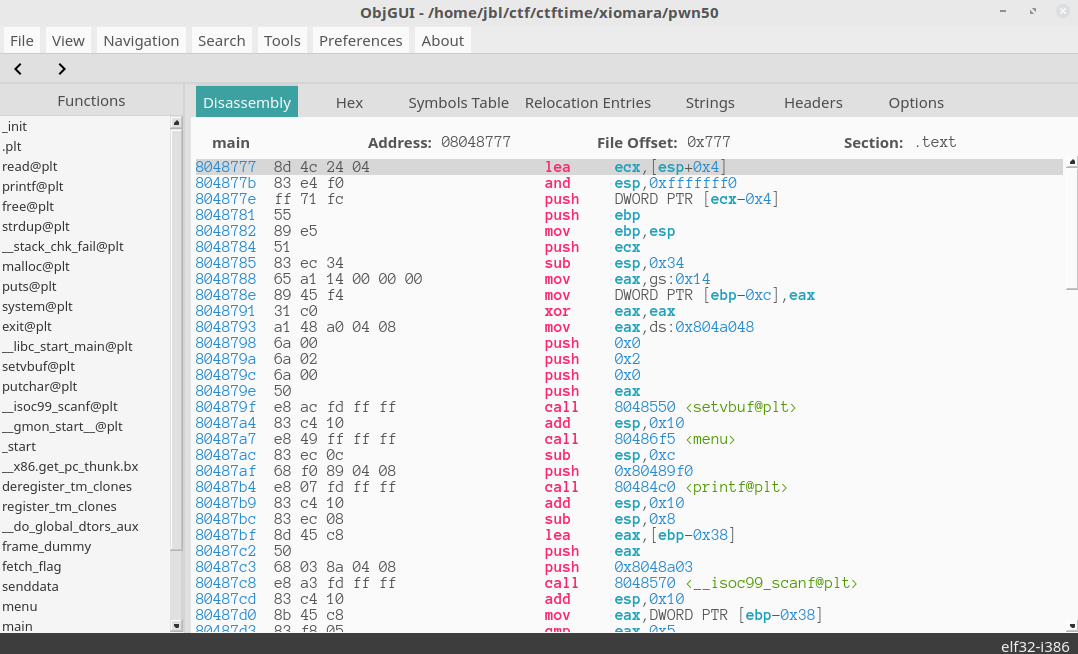 ObjGUI - /home/jbl/ctf/ctftime/xiomara/pwn50
File View Navigation Search Tools Preferences About
Functions
_init
.plt
read@plt
printf@plt
free@plt
strdup@plt
__stack_chk_fail@plt
malloc@plt
puts@plt
system@plt
exit@plt
__libc_start_main@plt
setvbuf@plt
putchar@plt
__isoc99_scanf@plt
__gmon_start__@plt
_start
__x86.get_pc_thunk.bx
deregister_tm_clones
register_tm_clones
__do_global_dtors_aux
frame_dummy
fetch_flag
senddata
menu
main
Disassembly Hex Symbols Table Relocation Entries Strings Headers Options
main Address: 08048777 File Offset: 0x777 Section: .text
8048777 8d 4c 24 04 lea ecx,[esp+0x4]
804877b 83 e4 f0 and esp,0xfffffff0
804877e ff 71 fc push DWORD PTR [ecx-0x4]
8048781 55 push ebp
8048782 89 e5 mov ebp,esp
8048784 51 push ecx
8048785 83 ec 34 sub esp,0x34
8048788 65 a1 14 00 00 00 mov eax,gs:0x14
804878e 89 45 f4 mov DWORD PTR [ebp-0xc],eax
8048791 31 c0 xor eax,eax
8048793 a1 48 a0 04 08 mov eax,ds:0x804a048
8048798 6a 00 push 0x0
804879a 6a 02 push 0x2
804879c 6a 00 push 0x0
804879e 50 push eax
804879f e8 ac fd ff ff call 8048550 <setvbuf@plt>
80487a4 83 c4 10 add esp,0x10
80487a7 e8 49 ff ff ff call 80486f5 <menu>
80487ac 83 ec 0c sub esp,0xc
80487af 68 f0 89 04 08 push 0x80489f0
80487b4 e8 07 fd ff ff call 80484c0 <printf@plt>
80487b9 83 c4 10 add esp,0x10
80487bc 83 ec 08 sub esp,0x8
80487bf 8d 45 c8 lea eax,[ebp-0x38]
80487c2 50 push eax
80487c3 68 03 8a 04 08 push 0x8048a03
80487c8 e8 a3 fd ff ff call 8048570 <__isoc99_scanf@plt>
80487cd 83 c4 10 add esp,0x10
80487d0 8b 45 c8 mov eax,DWORD PTR [ebp-0x38]
80487d3 83 f8 05 cmp eax,0x5
elf32-i386